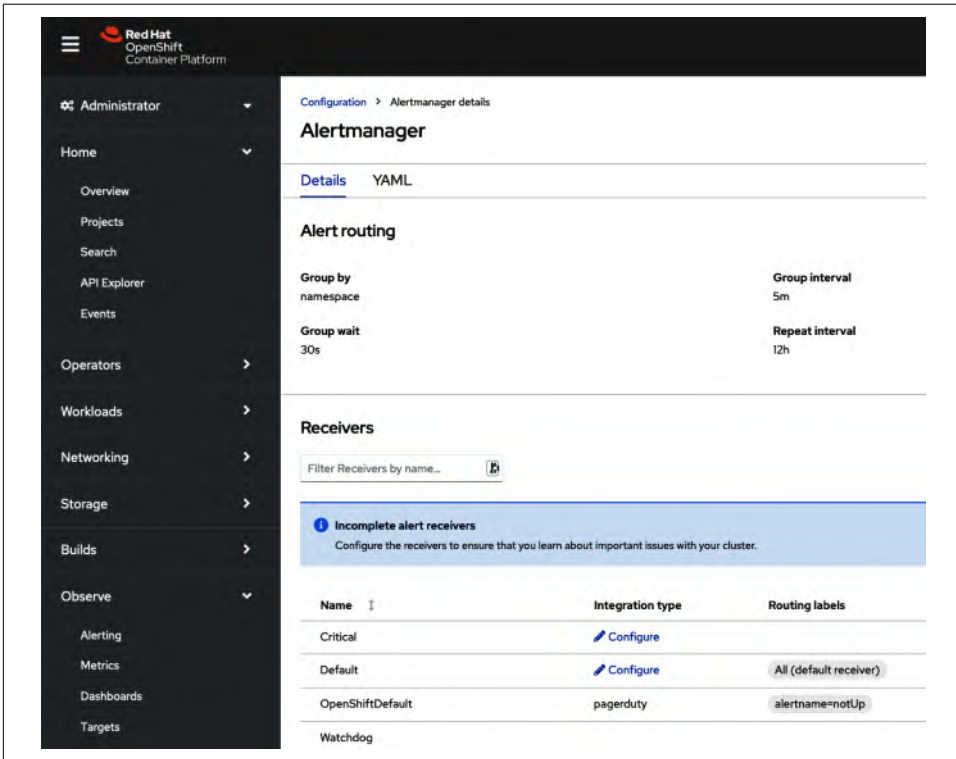 Red Hat
OpenShift
Container Platform
Administrator
Home
Overview
Projects
Search
API Explorer
Events
Operators
Workloads
Networking
Storage
Builds
Observe
Alerting
Metrics
Dashboards
Targets
Configuration > Alertmanager details
Alertmanager
Details YAML
Alert routing
Group by Group interval
namespace 5m
Group wait Repeat interval
30s 12h
Receivers
Filter Receivers by name...
Incomplete alert receivers
Configure the receivers to ensure that you learn about important issues with your cluster.
Name Integration type Routing labels
Critical Configure
Default Configure All (default receiver)
OpenShiftDefault pagerduty alertname=notUp
Watchdog